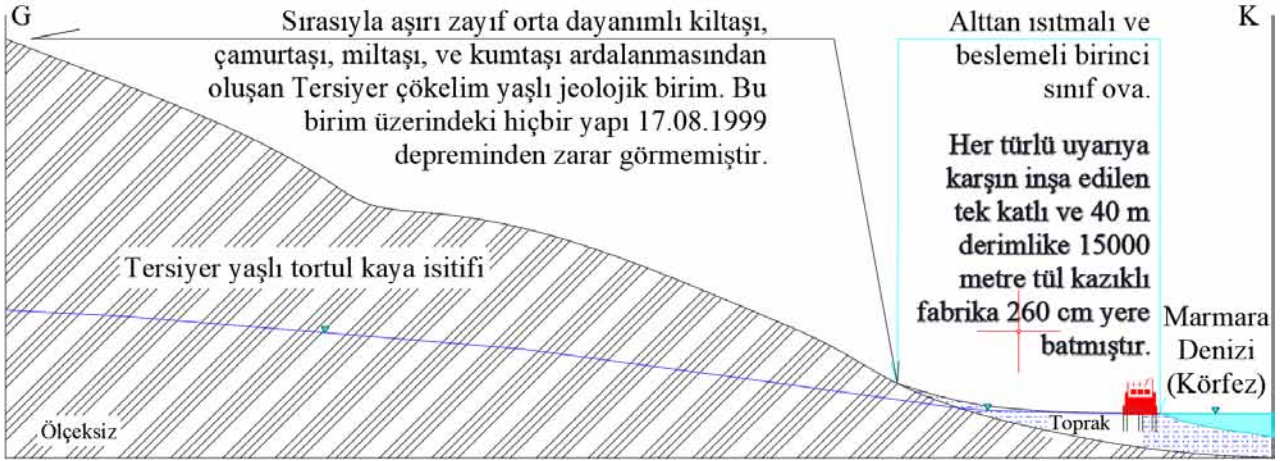 G
Sırasıyla aşırı zayıf orta dayanımlı kiltaşı,
çamurtaşı, miltaşı, ve kumtaşı ardalanmasından
oluşan Tersiyer çökelim yaşlı jeolojik birim. Bu
birim üzerindeki hiçbir yapı 17.08.1999
depreminden zarar görmemiştir.
Alttan ısıtmalı ve
beslemeli birinci
sınıf ova.
K
Her türlü uyarıya
karşın inşa edilen
tek katlı ve 40 m
derimlike 15000
metre tül kazıklı
fabrika 260 cm yere
batmıştır.
Marmara
Denizi
(Körfez)
Tersiyer yaşlı tortul kaya isitifi
Ölçeksiz
Toprak